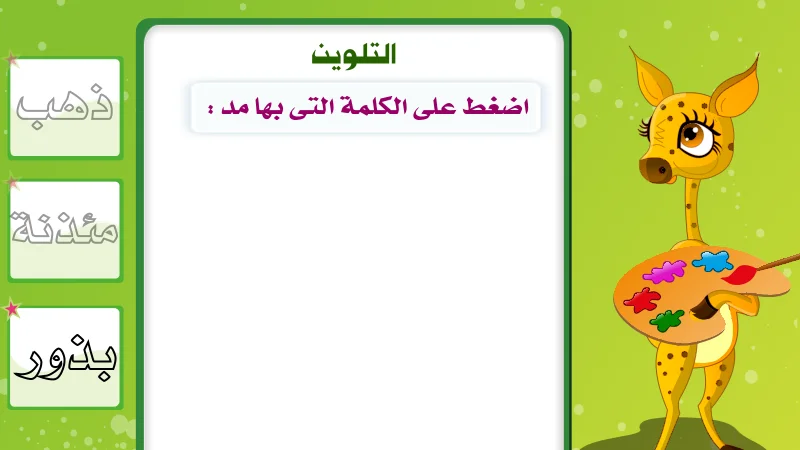 التلوين
اضغط على الكلمة التى بها مد :
ذهب
مئذنة
بذور